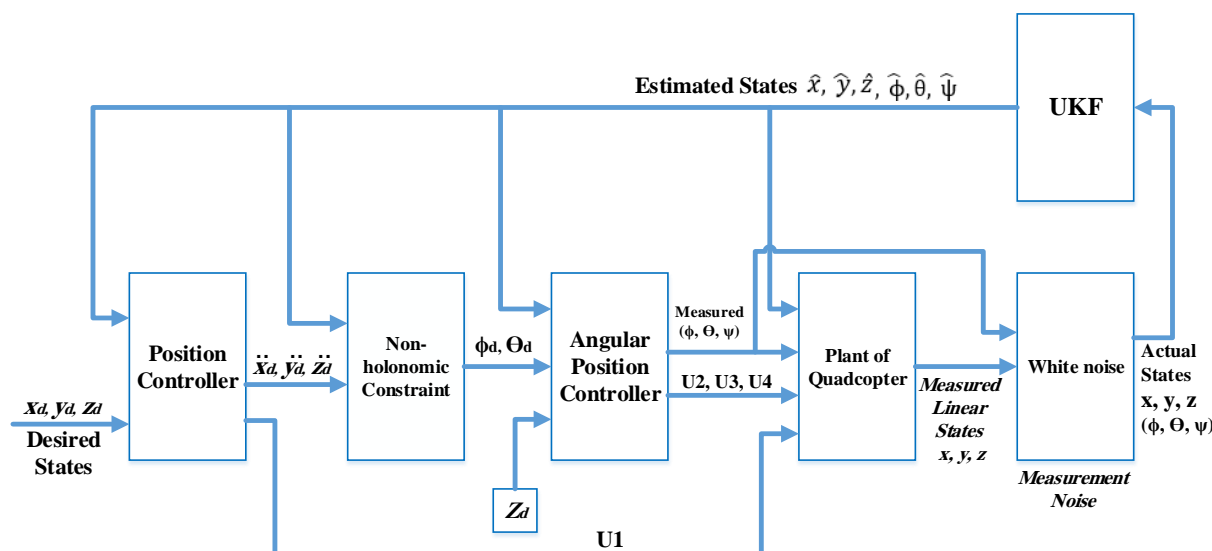 Estimated States x̂, ŷ, ẑ, ϕ̂, θ̂, ψ̂
UKF
Position
Controller
ẍd, ÿd, z̈d
Non-
holonomic
Constraint
ϕd, Θd
Angular
Position
Controller
Measured
(ϕ, Θ, ψ)
U2, U3, U4
Plant of
Quadcopter
Measured
Linear
States
x, y, z
White noise
Measurement
Noise
Actual
States
x, y, z
(ϕ, Θ, ψ)
xd, yd, zd
Desired
States
Zd
U1